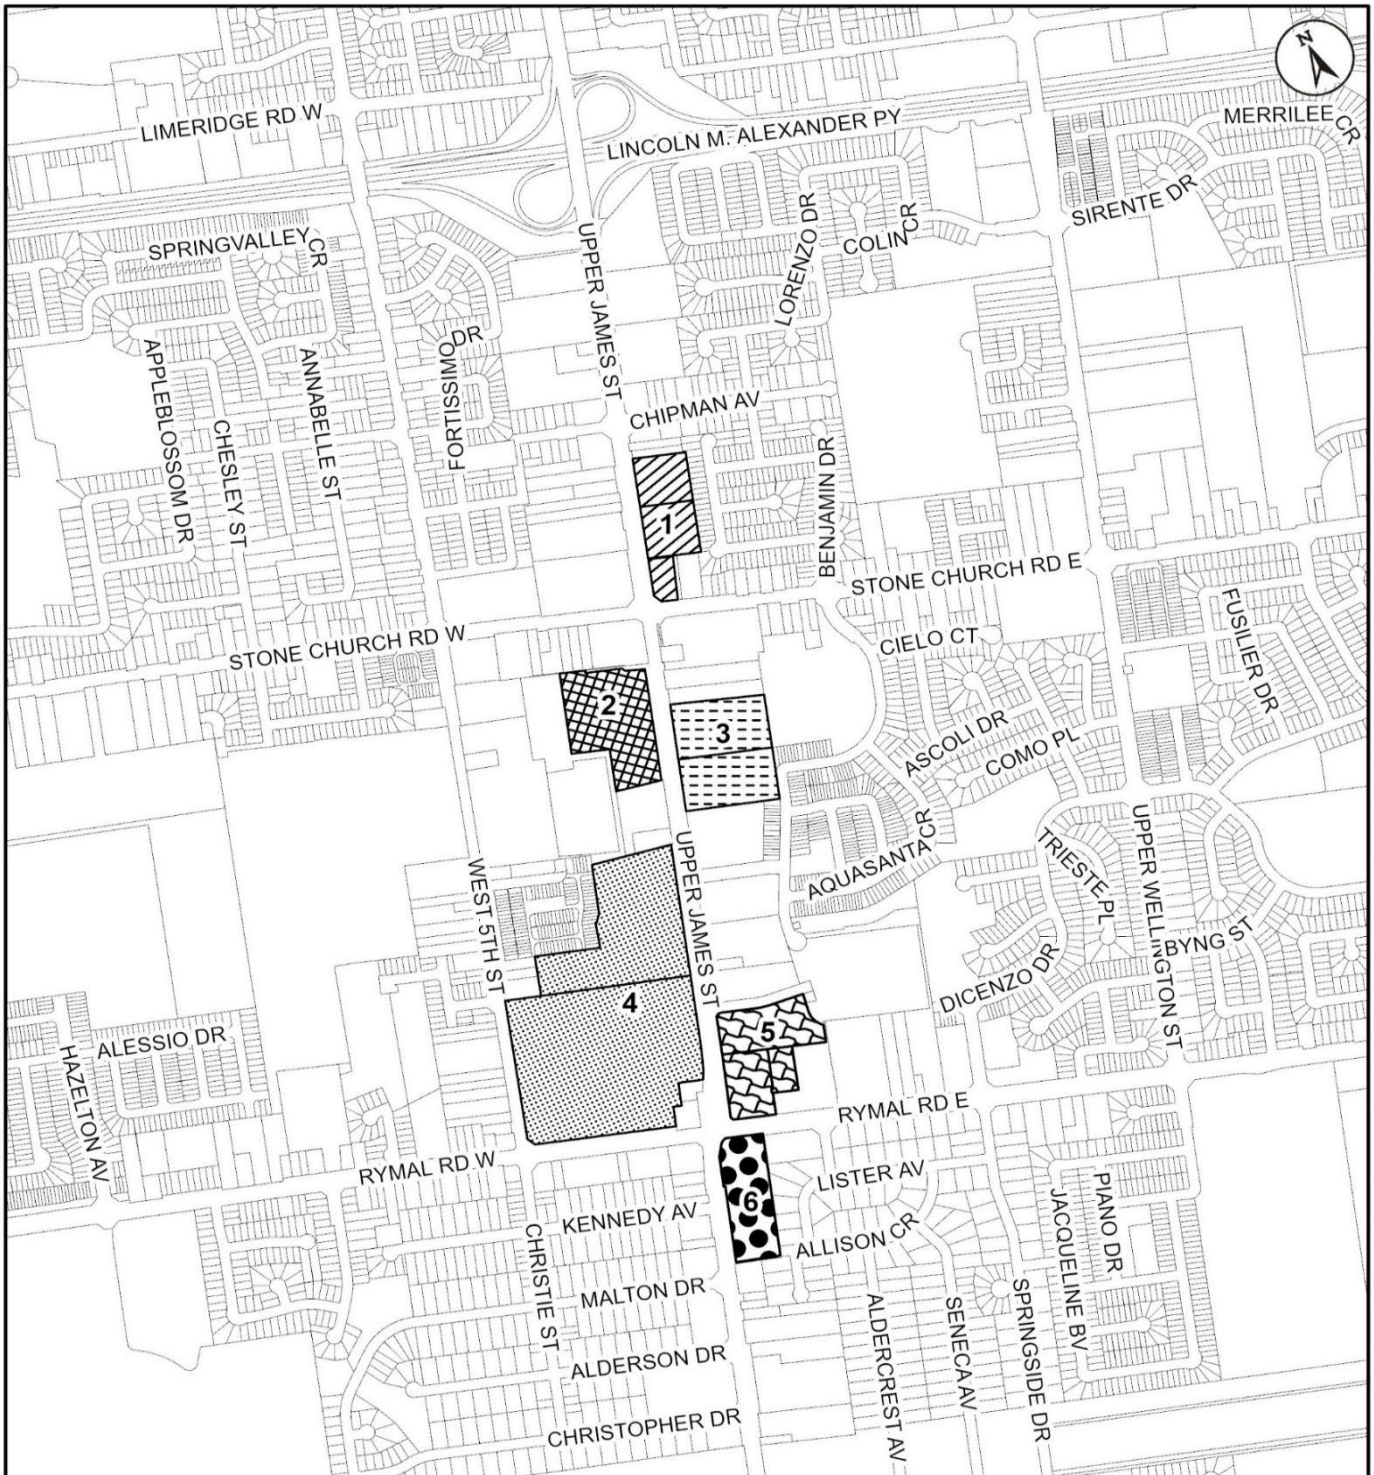 N
MERRILEE CR
LIMERIDGE RD W
LINCOLN M. ALEXANDER PY
SIRENTE DR
SPRINGVALLEY CR
UPPER JAMES ST
LORENZO DR
COLIN CR
APPLEBLOSSOM DR
CHESLEY ST
ANNABELLE ST
FORTISSIMO DR
CHIPMAN AV
BENJAMIN DR
1
STONE CHURCH RD E
STONE CHURCH RD W
CIELO CT
FUSILIER DR
2
3
ASCOLI DR
COMO PL
UPPER JAMES ST
AQUASANTA CR
TRIESTE PL
UPPER WELLINGTON ST
BYNG ST
WEST 5TH ST
4
5
DICENZO DR
ALESSIO DR
HAZELTON AV
RYMAL RD E
RYMAL RD W
6
LISTER AV
KENNEDY AV
ALLISON CR
CHRISTIE ST
PIANO DR
JACQUELINE BV
MALTON DR
ALDERSON DR
ALDERCREST AV
SENECA AV
SPRINGSIDE DR
CHRISTOPHER DR